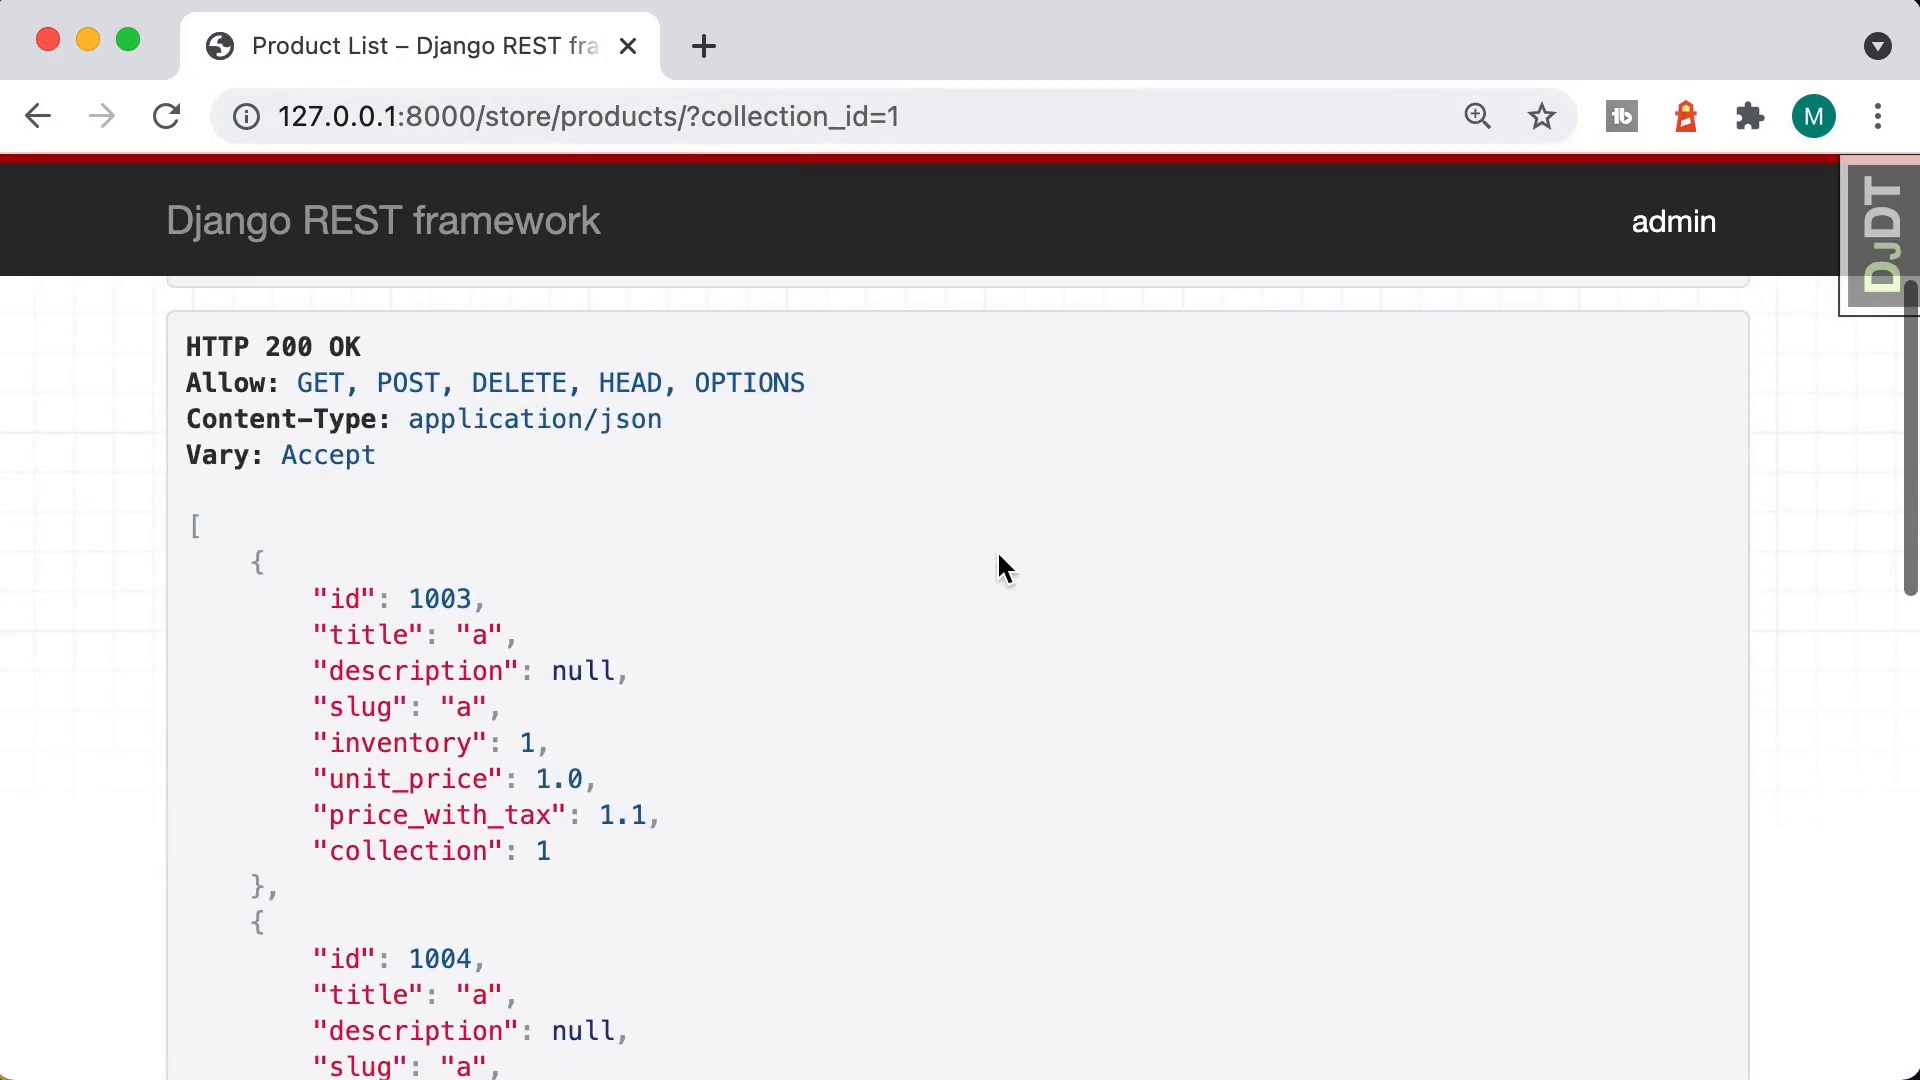 Product List – Django REST fra
127.0.0.1:8000/store/products/?collection_id=1
tb
M
Django REST framework
admin
DJDT
HTTP 200 OK
Allow: GET, POST, DELETE, HEAD, OPTIONS
Content-Type: application/json
Vary: Accept
[
{
"id": 1003,
"title": "a",
"description": null,
"slug": "a",
"inventory": 1,
"unit_price": 1.0,
"price_with_tax": 1.1,
"collection": 1
},
{
"id": 1004,
"title": "a",
"description": null,
"slug": "a",